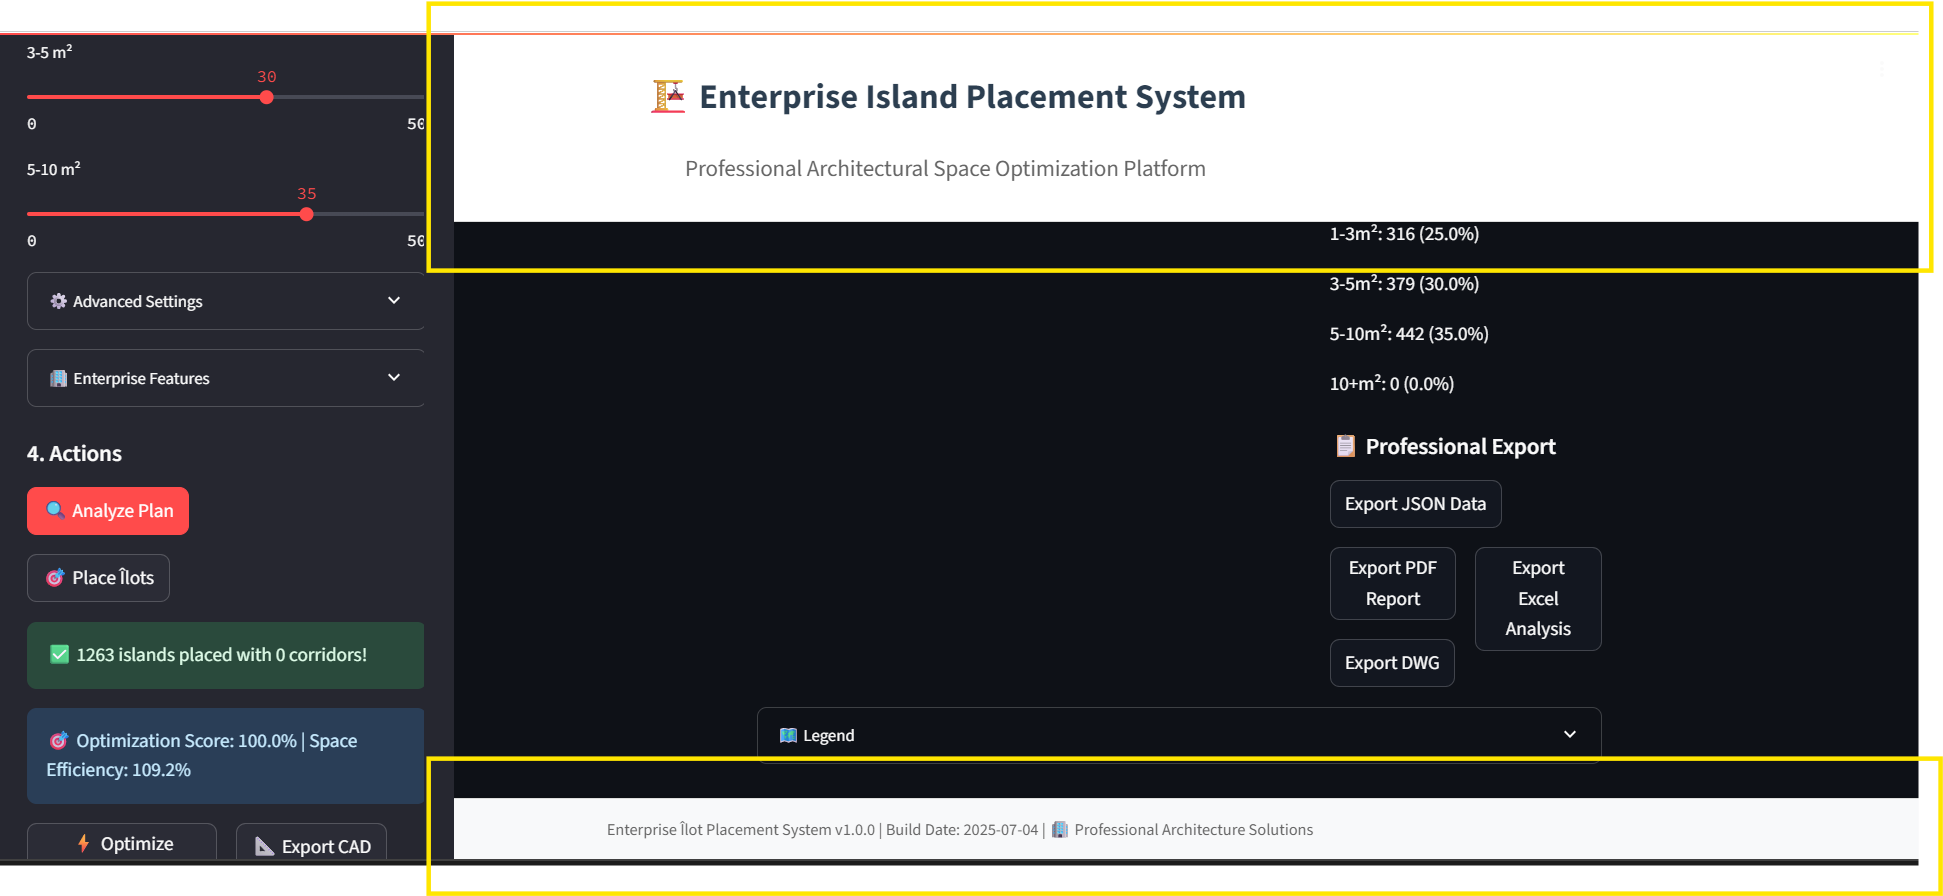 3-5 m²
30
0
50
5-10 m²
35
0
50
Advanced Settings
Enterprise Features
4. Actions
Analyze Plan
Place Îlots
1263 islands placed with 0 corridors!
Optimization Score: 100.0% | Space
Efficiency: 109.2%
Optimize
Export CAD
Enterprise Island Placement System
Professional Architectural Space Optimization Platform
1-3m²: 316 (25.0%)
3-5m²: 379 (30.0%)
5-10m²: 442 (35.0%)
10+m²: 0 (0.0%)
Professional Export
Export JSON Data
Export PDF
Report
Export
Excel
Analysis
Export DWG
Legend
Enterprise Îlot Placement System v1.0.0 | Build Date: 2025-07-04 | Professional Architecture Solutions